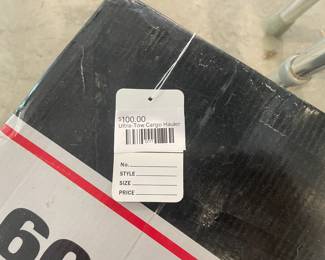 $100.00
Ultra-Tow Cargo Hauler
No.
STYLE
SIZE
PRICE
60